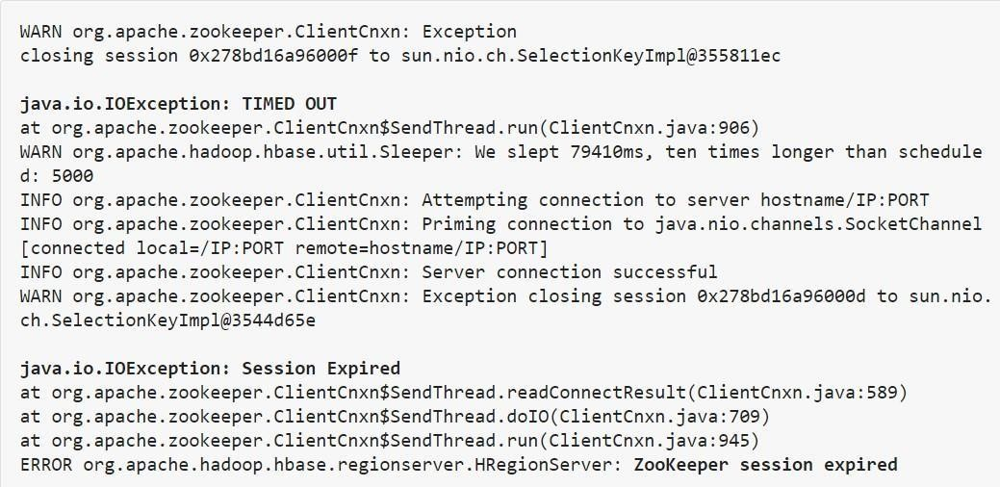 WARN org.apache.zookeeper.ClientCnxn: Exception
closing session 0x278bd16a96000f to sun.nio.ch.SelectionKeyImpl@355811ec
java.io.IOException: TIMED OUT
at org.apache.zookeeper.ClientCnxn$SendThread.run(ClientCnxn.java:906)
WARN org.apache.hadoop.hbase.util.Sleeper: We slept 79410ms, ten times longer than schedule
d: 5000
INFO org.apache.zookeeper.ClientCnxn: Attempting connection to server hostname/IP:PORT
INFO org.apache.zookeeper.ClientCnxn: Priming connection to java.nio.channels.SocketChannel
[connected local=/IP:PORT remote=hostname/IP:PORT]
INFO org.apache.zookeeper.ClientCnxn: Server connection successful
WARN org.apache.zookeeper.ClientCnxn: Exception closing session 0x278bd16a96000d to sun.nio.
ch.SelectionKeyImpl@3544d65e
java.io.IOException: Session Expired
at org.apache.zookeeper.ClientCnxn$SendThread.readConnectResult(ClientCnxn.java:589)
at org.apache.zookeeper.ClientCnxn$SendThread.doIO(ClientCnxn.java:709)
at org.apache.zookeeper.ClientCnxn$SendThread.run(ClientCnxn.java:945)
ERROR org.apache.hadoop.hbase.regionserver.HRegionServer: ZooKeeper session expired